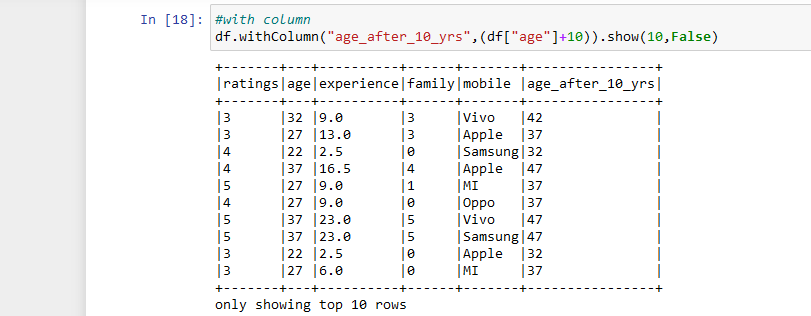 In [18]: #with column
df.withColumn("age_after_10_yrs",(df["age"]+10)).show(10,False)
+-------+---+----------+------+-------+----------------+
|ratings|age|experience|family|mobile |age_after_10_yrs|
+-------+---+----------+------+-------+----------------+
|3      |32 |9.0       |3     |Vivo   |42              |
|3      |27 |13.0      |3     |Apple  |37              |
|4      |22 |2.5       |0     |Samsung|32              |
|4      |37 |16.5      |4     |Apple  |47              |
|5      |27 |9.0       |1     |MI     |37              |
|4      |27 |9.0       |0     |Oppo   |37              |
|5      |37 |23.0      |5     |Vivo   |47              |
|5      |37 |23.0      |5     |Samsung|47              |
|3      |22 |2.5       |0     |Apple  |32              |
|3      |27 |6.0       |0     |MI     |37              |
+-------+---+----------+------+-------+----------------+
only showing top 10 rows